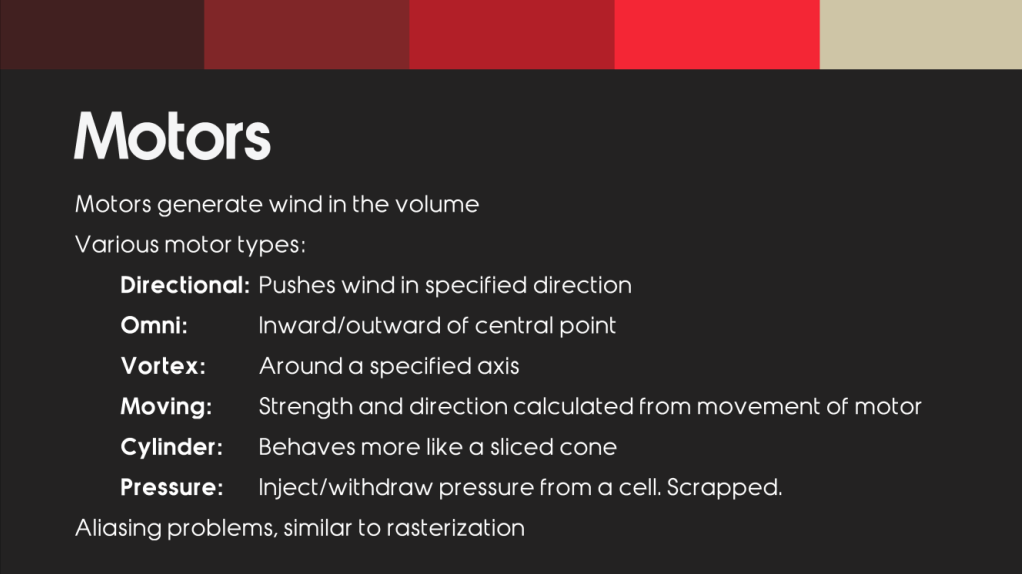 Motors
Motors generate wind in the volume
Various motor types:
Directional: Pushes wind in specified direction
Omni: Inward/outward of central point
Vortex: Around a specified axis
Moving: Strength and direction calculated from movement of motor
Cylinder: Behaves more like a sliced cone
Pressure: Inject/withdraw pressure from a cell. Scrapped.
Aliasing problems, similar to rasterization